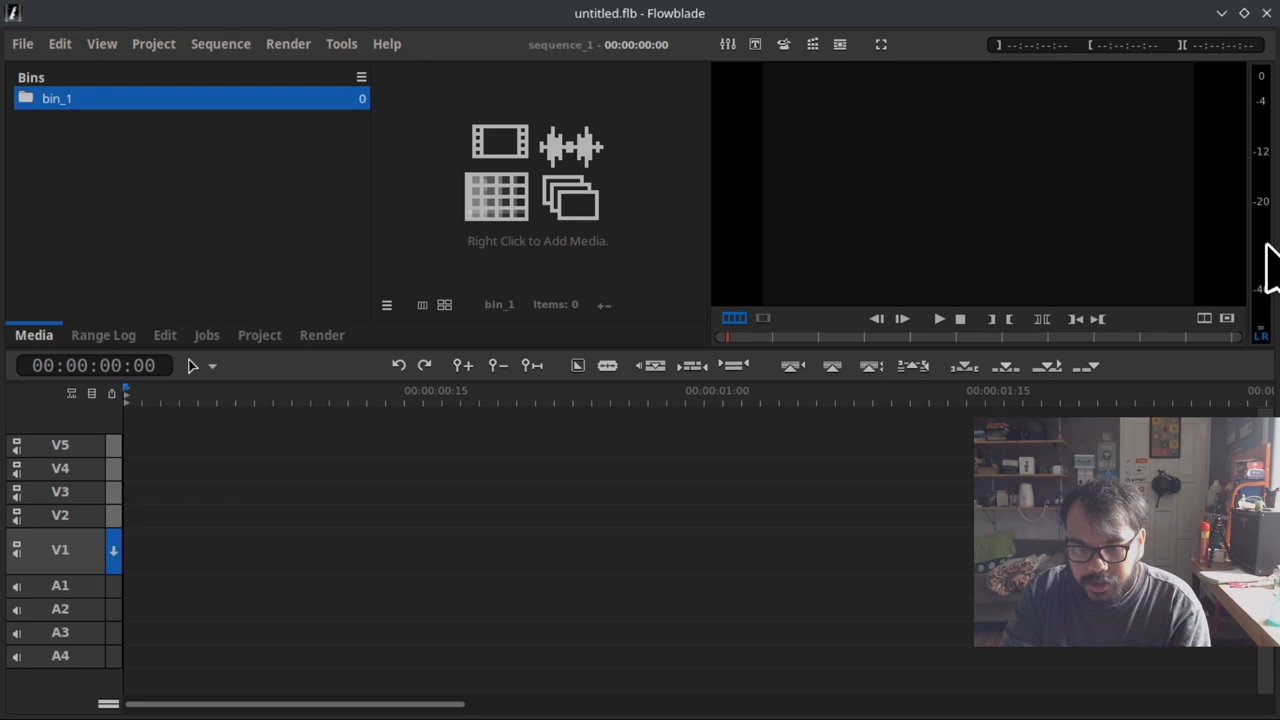 untitled.flb - Flowblade
File Edit View Project Sequence Render Tools Help
sequence_1 - 00:00:00:00
] --:--:--:-- [ --:--:--:-- ][ --:--:--:--
Bins
bin_1 0
Right Click to Add Media.
bin_1 Items: 0
0
-4
-12
-20
∞
LR
Media Range Log Edit Jobs Project Render
00:00:00:00
00:00:00:15 00:00:01:00 00:00:01:15
V5
V4
V3
V2
V1
A1
A2
A3
A4